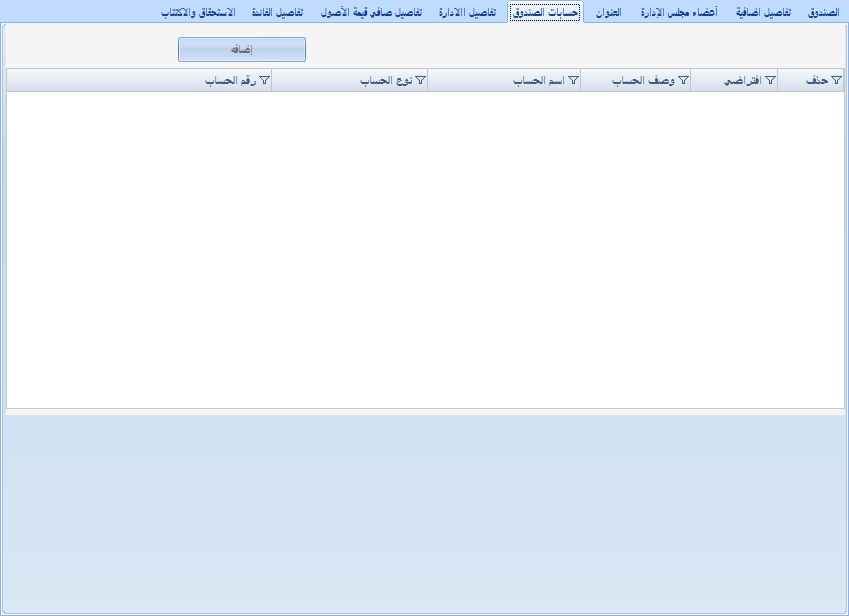 الصندوق تفاصيل اضافية أعضاء مجلس الإدارة العنوان حسابات الصندوق تفاصيل الادارة تفاصيل صافي قيمة الأصول تفاصيل الفائدة الاستحقاق والاكتتاب
إضافه
حذف افتراضي وصف الحساب اسم الحساب نوع الحساب رقم الحساب